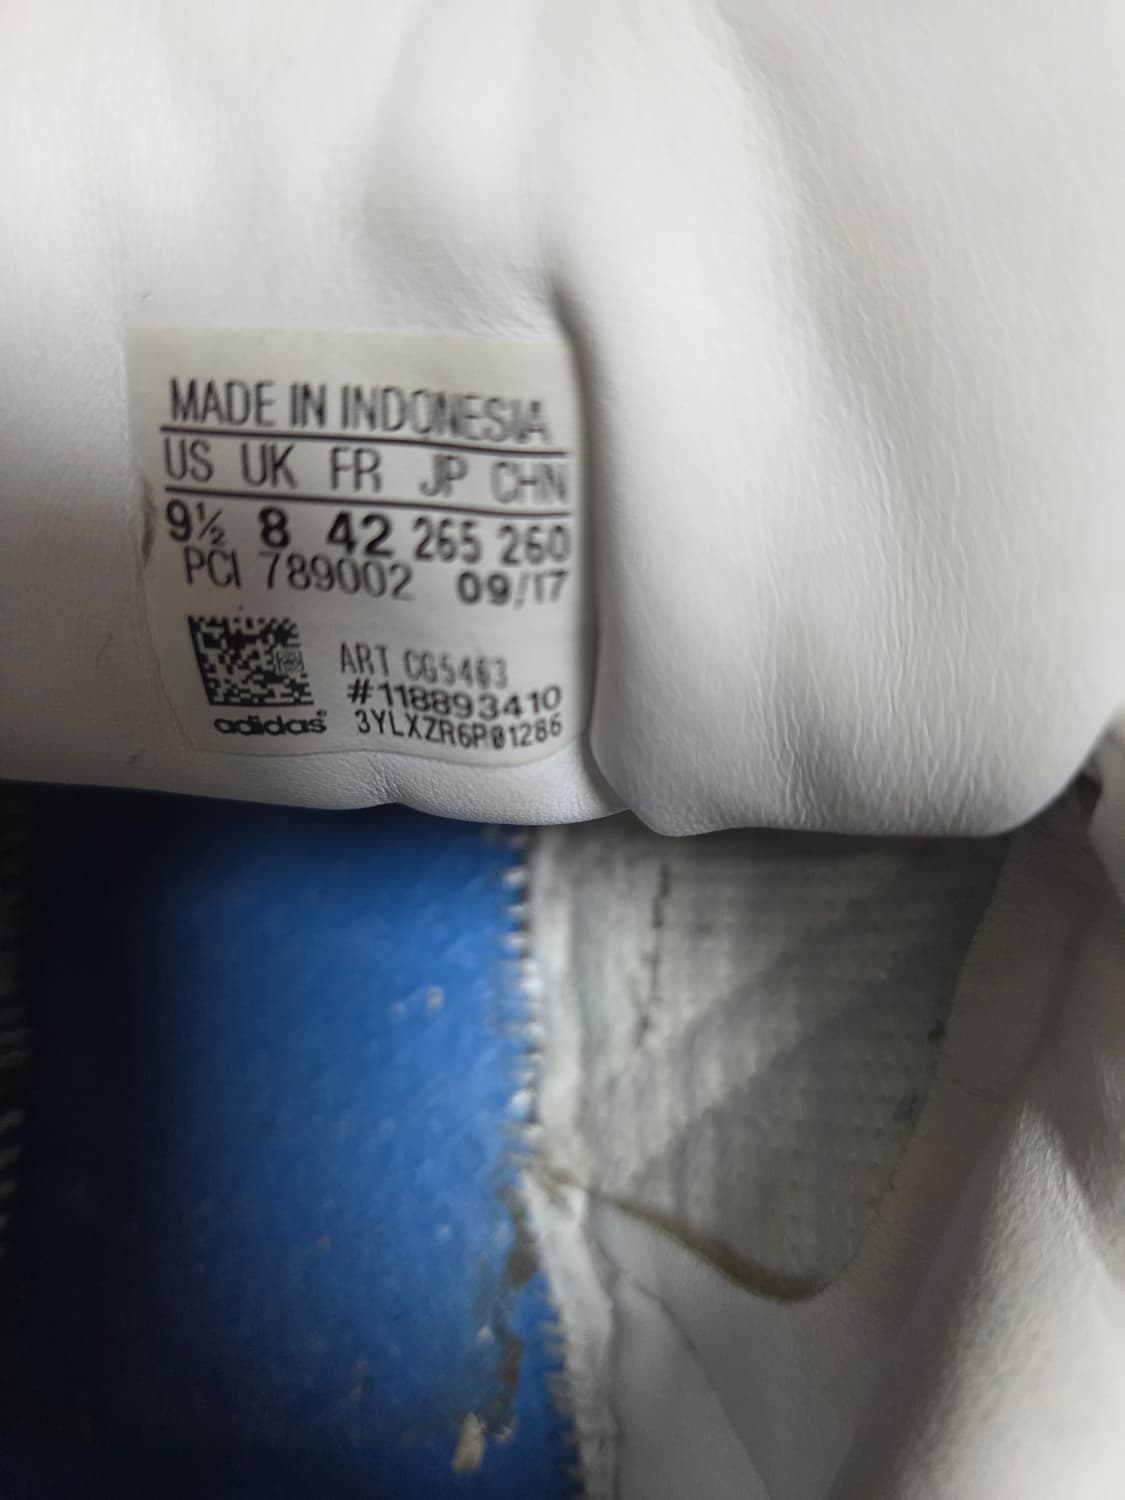 MADE IN INDONESIA
US UK FR JP CHN
9½ 8 42 265 260
PCI 789002 09/17
ART CG5463
#118893410
adidas® 3YLXZR6P01286